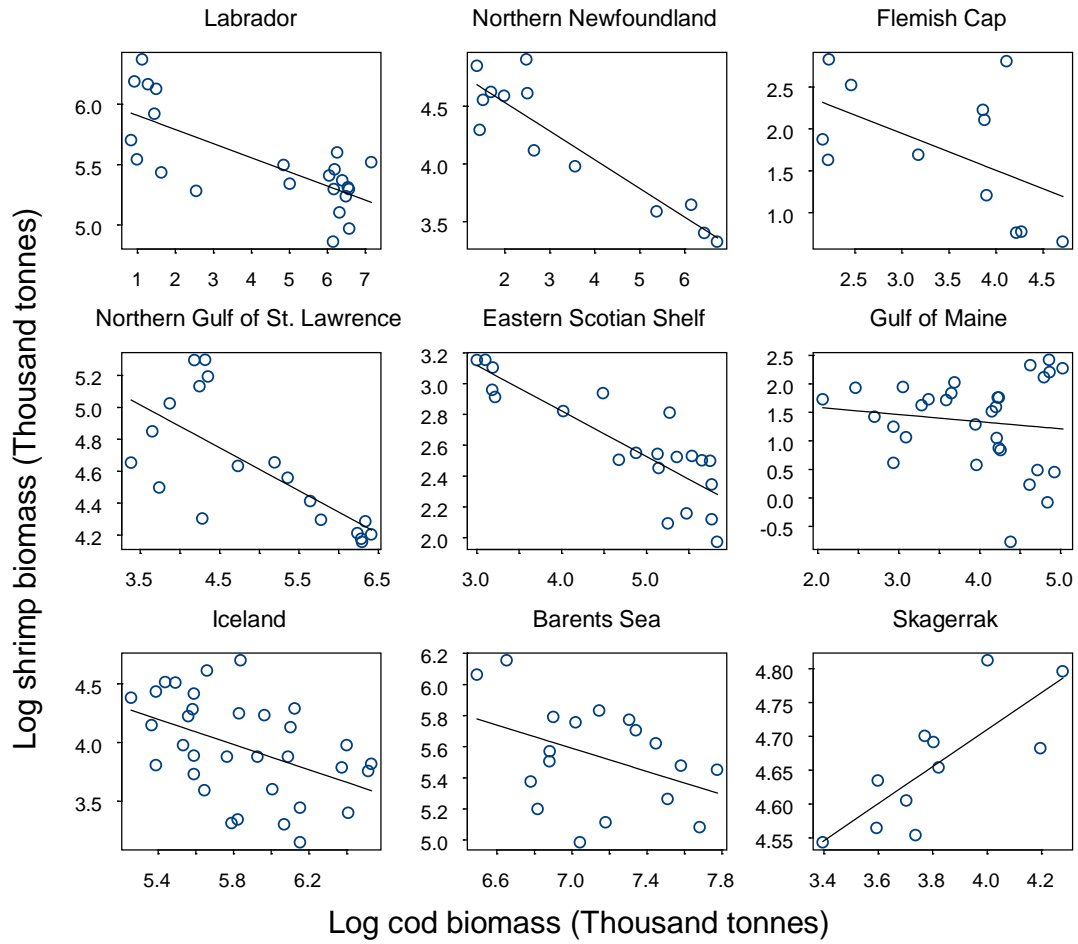 Labrador
Northern Newfoundland
Flemish Cap
6.0
5.5
5.0
1 2 3 4 5 6 7
4.5
4.0
3.5
2 3 4 5 6
2.5
2.0
1.5
1.0
2.5 3.0 3.5 4.0 4.5
Northern Gulf of St. Lawrence
Eastern Scotian Shelf
Gulf of Maine
5.2
5.0
4.8
4.6
4.4
4.2
3.5 4.5 5.5 6.5
3.2
3.0
2.8
2.6
2.4
2.2
2.0
3.0 4.0 5.0
2.5
2.0
1.5
1.0
0.5
0.0
-0.5
2.0 3.0 4.0 5.0
Iceland
Barents Sea
Skagerrak
4.5
4.0
3.5
5.4 5.8 6.2
6.2
6.0
5.8
5.6
5.4
5.2
5.0
6.6 7.0 7.4 7.8
4.80
4.75
4.70
4.65
4.60
4.55
3.4 3.6 3.8 4.0 4.2
Log shrimp biomass (Thousand tonnes)
Log cod biomass (Thousand tonnes)